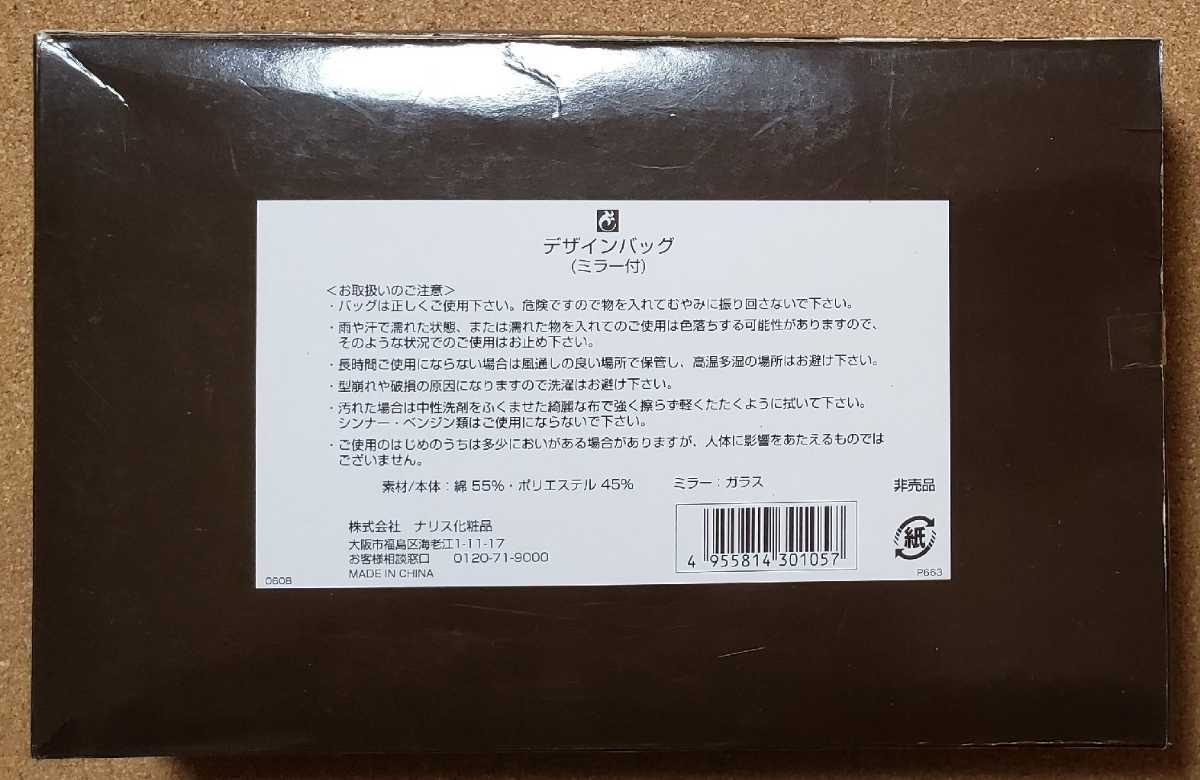 デザインバッグ
(ミラー付)
＜お取扱いのご注意＞
・バッグは正しくご使用下さい。危険ですので物を入れてむやみに振り回さないで下さい。
・雨や汗で濡れた状態、または濡れた物を入れてのご使用は色落ちする可能性がありますので、
そのような状況でのご使用はお止め下さい。
・長時間ご使用にならない場合は風通しの良い場所で保管し、高温多湿の場所はお避け下さい。
・型崩れや破損の原因になりますので洗濯はお避け下さい。
・汚れた場合は中性洗剤をふくませた綺麗な布で強く擦らず軽くたたくように拭いて下さい。
シンナー・ベンジン類はご使用にならないで下さい。
・ご使用のはじめのうちは多少においがある場合がありますが、人体に影響をあたえるものでは
ございません。
素材/本体：綿 55%・ポリエステル 45% ミラー：ガラス 非売品
株式会社 ナリス化粧品
大阪市福島区海老江1-11-17
お客様相談窓口 0120-71-9000
MADE IN CHINA
4 955814 301057
紙
0608
P663